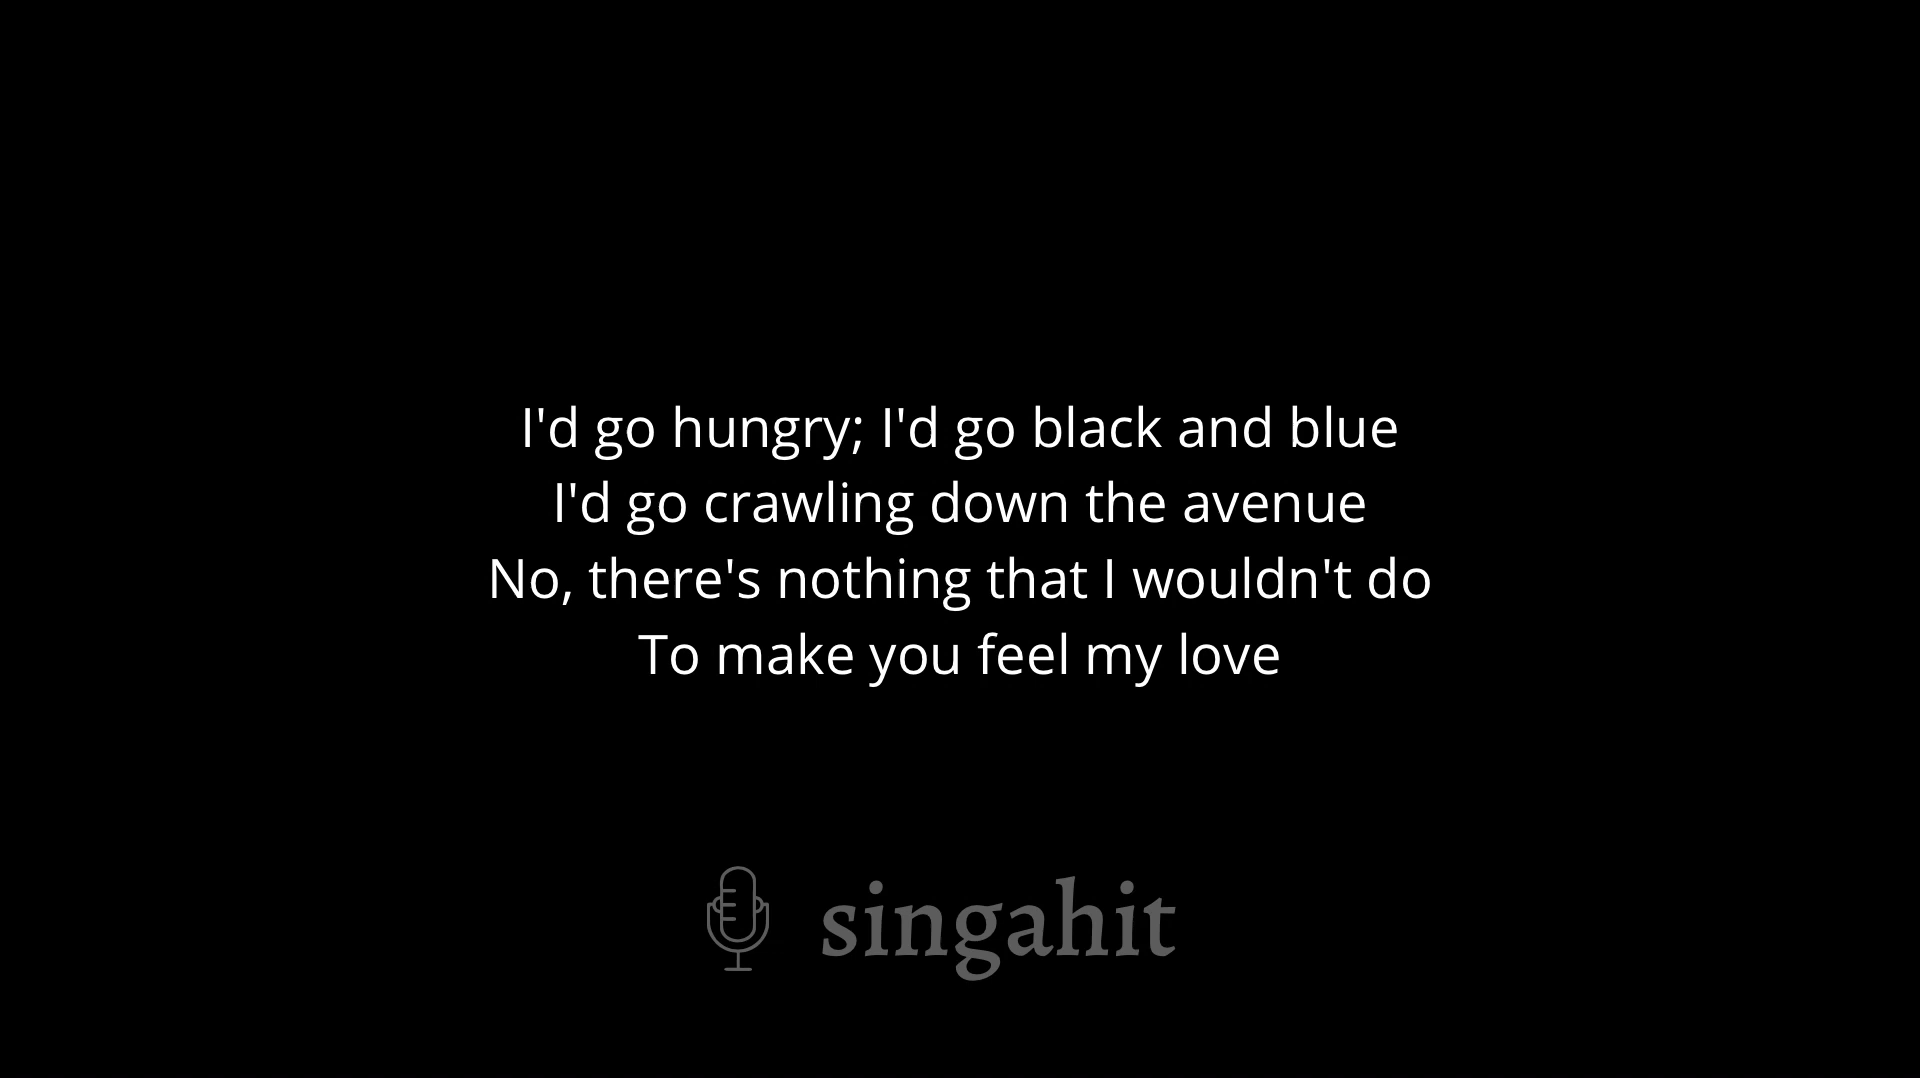 I'd go hungry; I'd go black and blue
I'd go crawling down the avenue
No, there's nothing that I wouldn't do
To make you feel my love
singahit